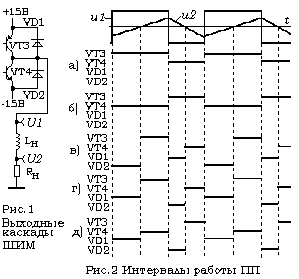 +15В
VD1
VT3
VT4
VD2
-15В
U1
Lн
U2
Rн
Рис.1
Выходные
каскады
ШИМ
u1
u2
t
а)
VT3
VT4
VD1
VD2
б)
VT3
VT4
VD1
VD2
в)
VT3
VT4
VD1
VD2
г)
VT3
VT4
VD1
VD2
д)
VT3
VT4
VD1
VD2
Рис.2 Интервалы работы ПП